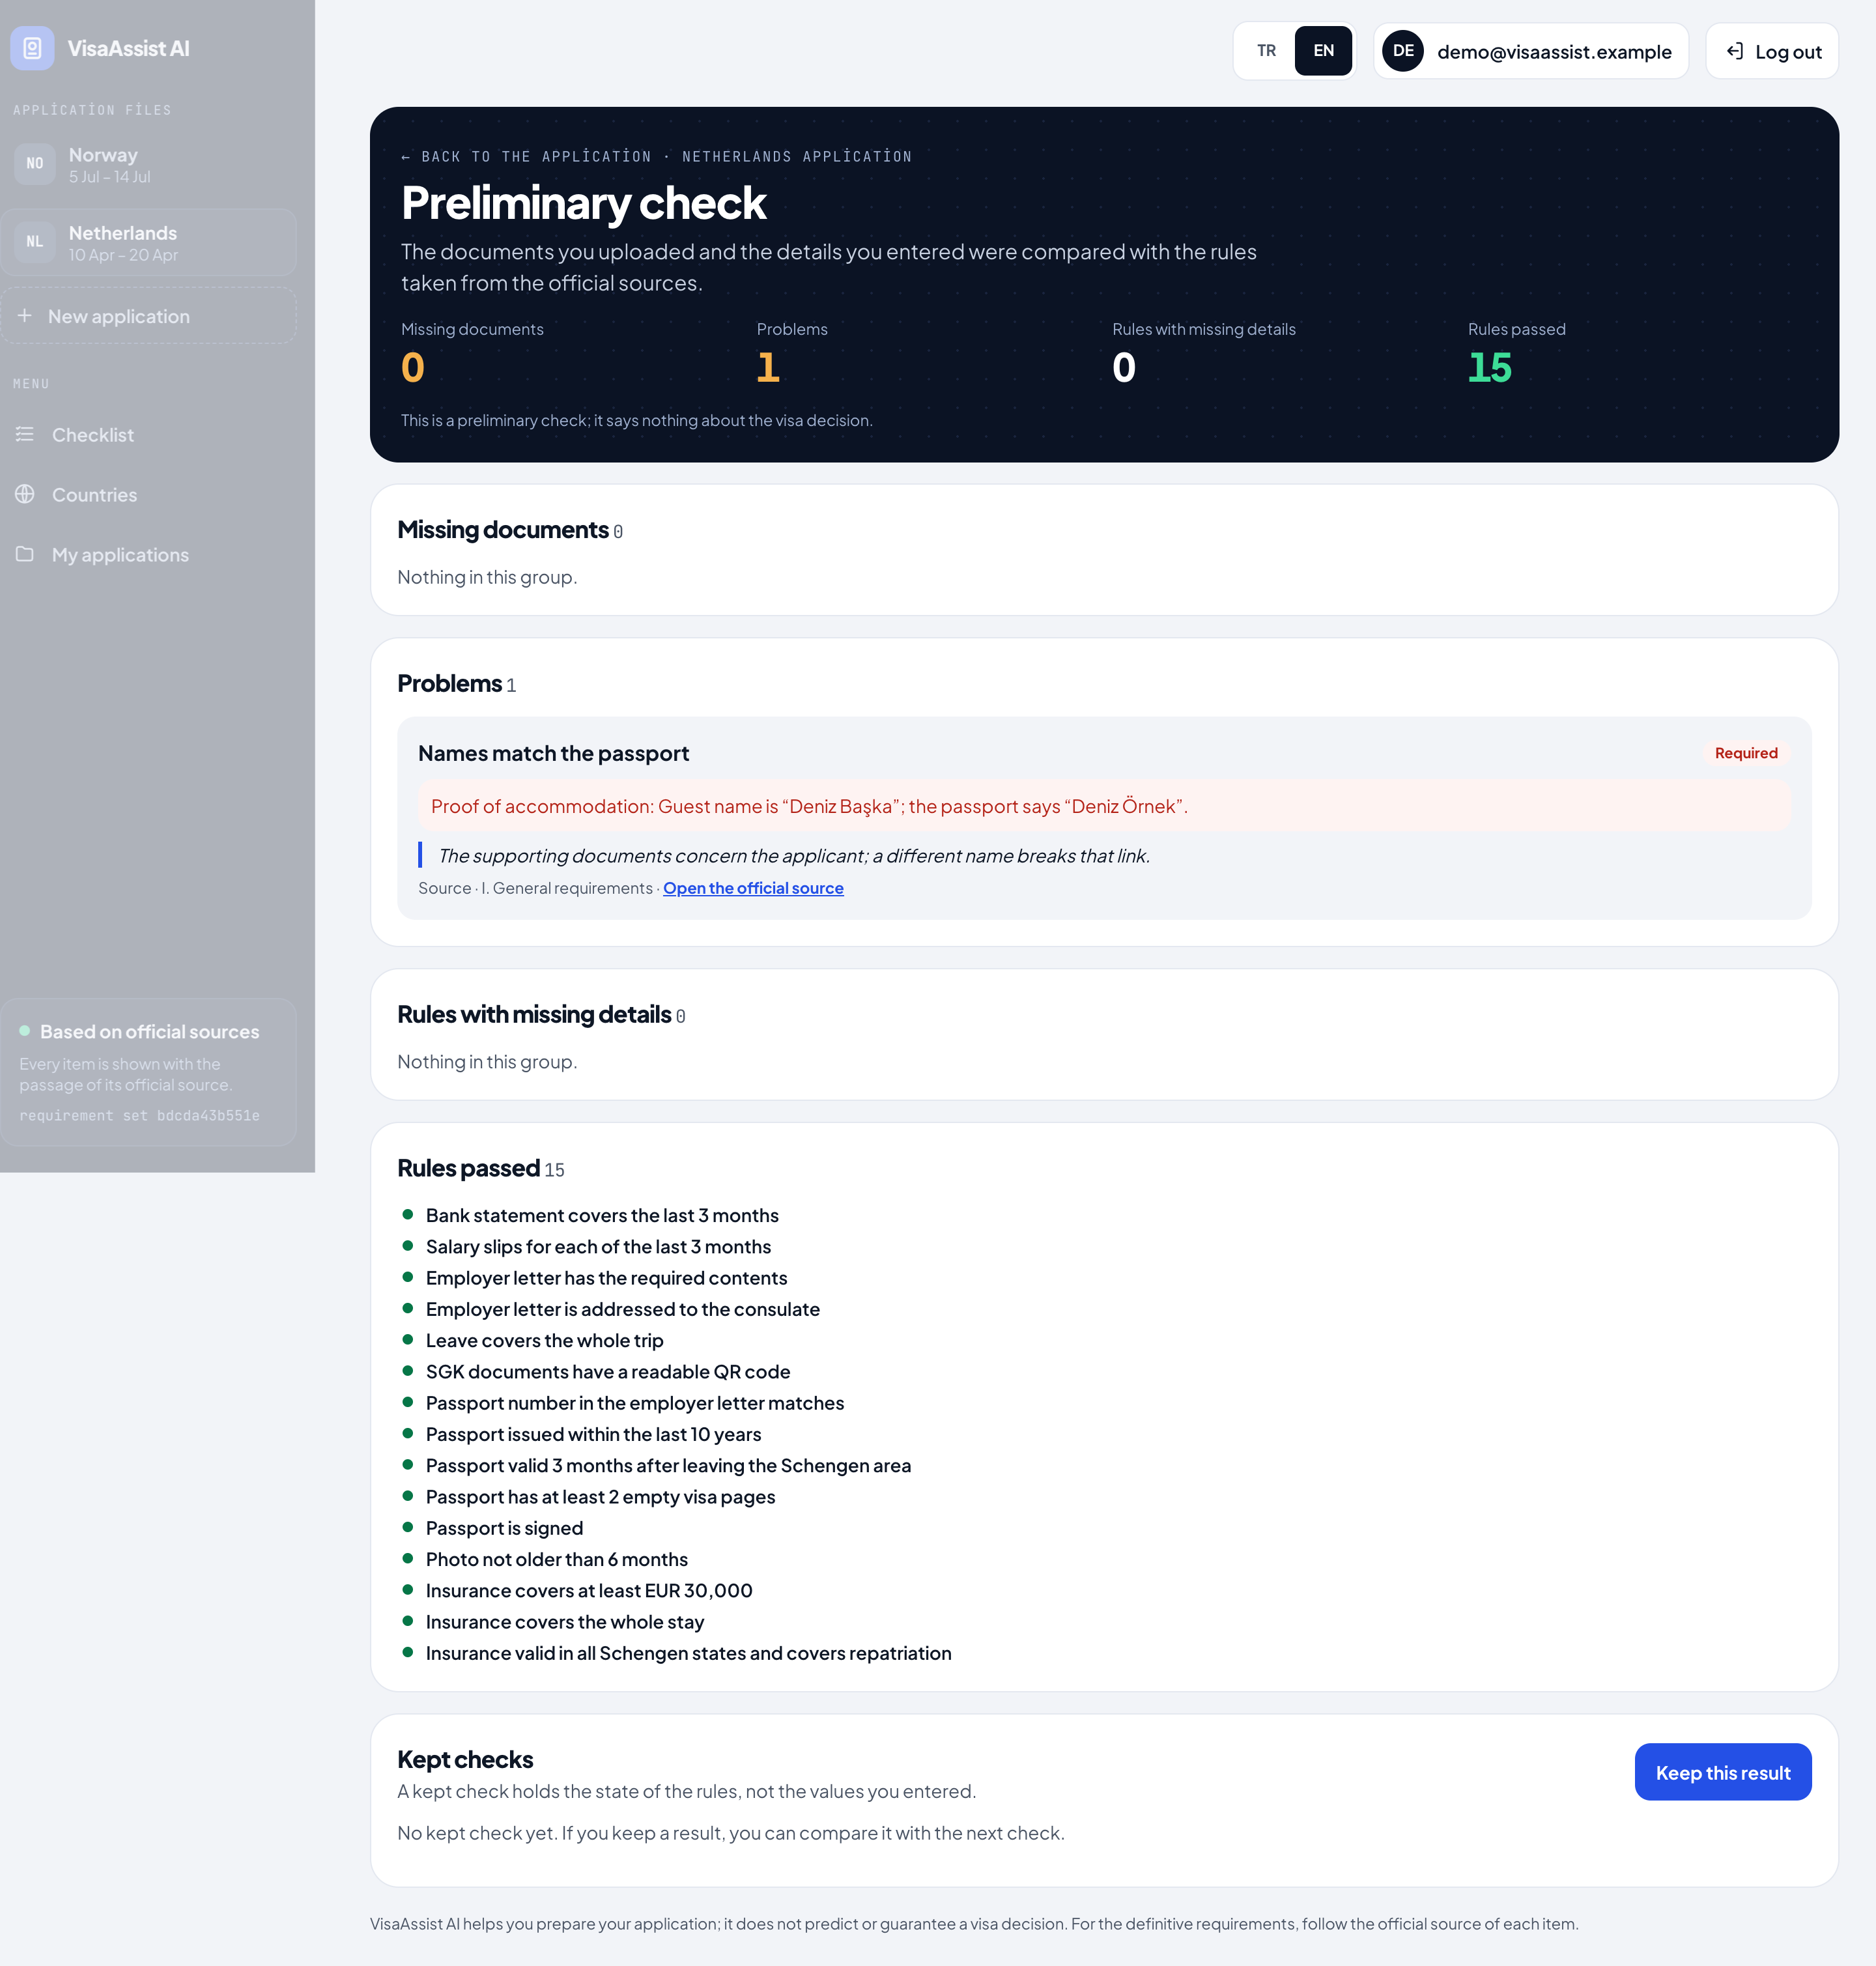 VisaAssist AI
APPLİCATİON FİLES
NO
Norway
5 Jul – 14 Jul
NL
Netherlands
10 Apr – 20 Apr
New application
MENU
Checklist
Countries
My applications
Based on official sources
Every item is shown with the
passage of its official source.
requirement set bdcda43b551e
TR EN
DE demo@visaassist.example
Log out
← BACK TO THE APPLİCATİON · NETHERLANDS APPLİCATİON
Preliminary check
The documents you uploaded and the details you entered were compared with the rules
taken from the official sources.
Missing documents
0
Problems
1
Rules with missing details
0
Rules passed
15
This is a preliminary check; it says nothing about the visa decision.
Missing documents 0
Nothing in this group.
Problems 1
Names match the passport
Required
Proof of accommodation: Guest name is “Deniz Başka”; the passport says “Deniz Örnek”.
The supporting documents concern the applicant; a different name breaks that link.
Source · I. General requirements · Open the official source
Rules with missing details 0
Nothing in this group.
Rules passed 15
Bank statement covers the last 3 months
Salary slips for each of the last 3 months
Employer letter has the required contents
Employer letter is addressed to the consulate
Leave covers the whole trip
SGK documents have a readable QR code
Passport number in the employer letter matches
Passport issued within the last 10 years
Passport valid 3 months after leaving the Schengen area
Passport has at least 2 empty visa pages
Passport is signed
Photo not older than 6 months
Insurance covers at least EUR 30,000
Insurance covers the whole stay
Insurance valid in all Schengen states and covers repatriation
Kept checks
A kept check holds the state of the rules, not the values you entered.
Keep this result
No kept check yet. If you keep a result, you can compare it with the next check.
VisaAssist AI helps you prepare your application; it does not predict or guarantee a visa decision. For the definitive requirements, follow the official source of each item.